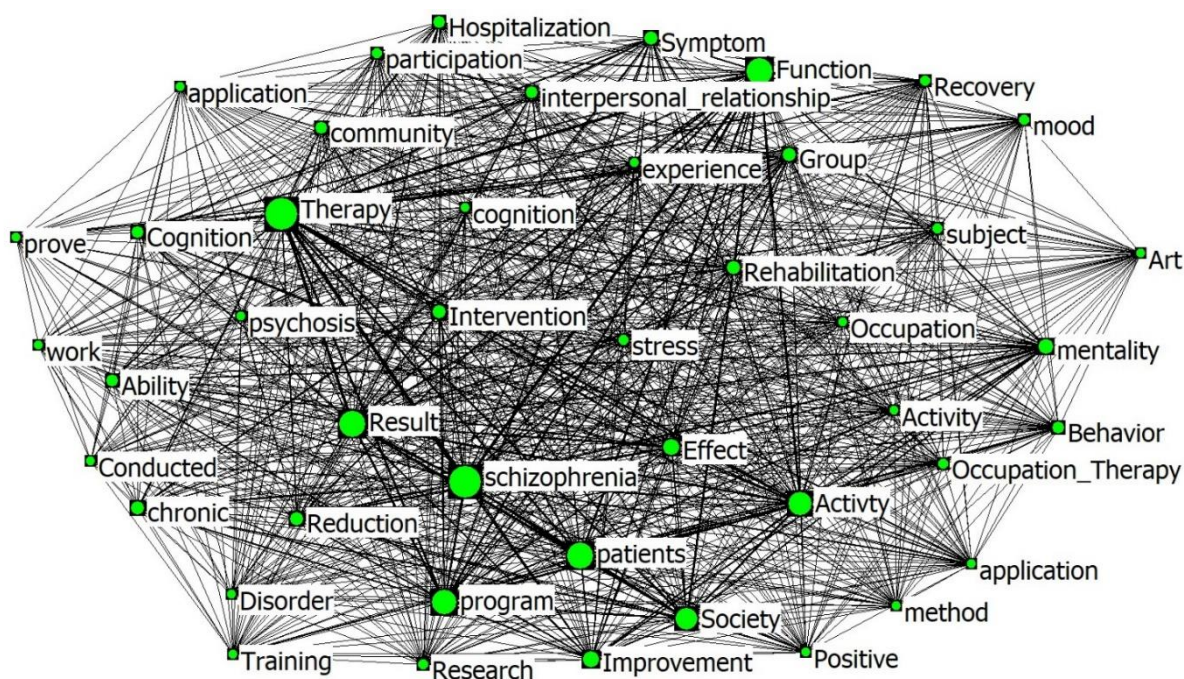 Hospitalization
Symptom
participation
Function
Recovery
application
interpersonal_relationship
mood
community
Group
experience
Therapy
cognition
Cognition
subject
prove
Art
Rehabilitation
psychosis
Intervention
Occupation
stress
work
mentality
Ability
Result
Activity
Behavior
Effect
Conducted
schizophrenia
Occupation_Therapy
chronic
Reduction
Activty
patients
application
Disorder
program
method
Society
Training
Research
Improvement
Positive